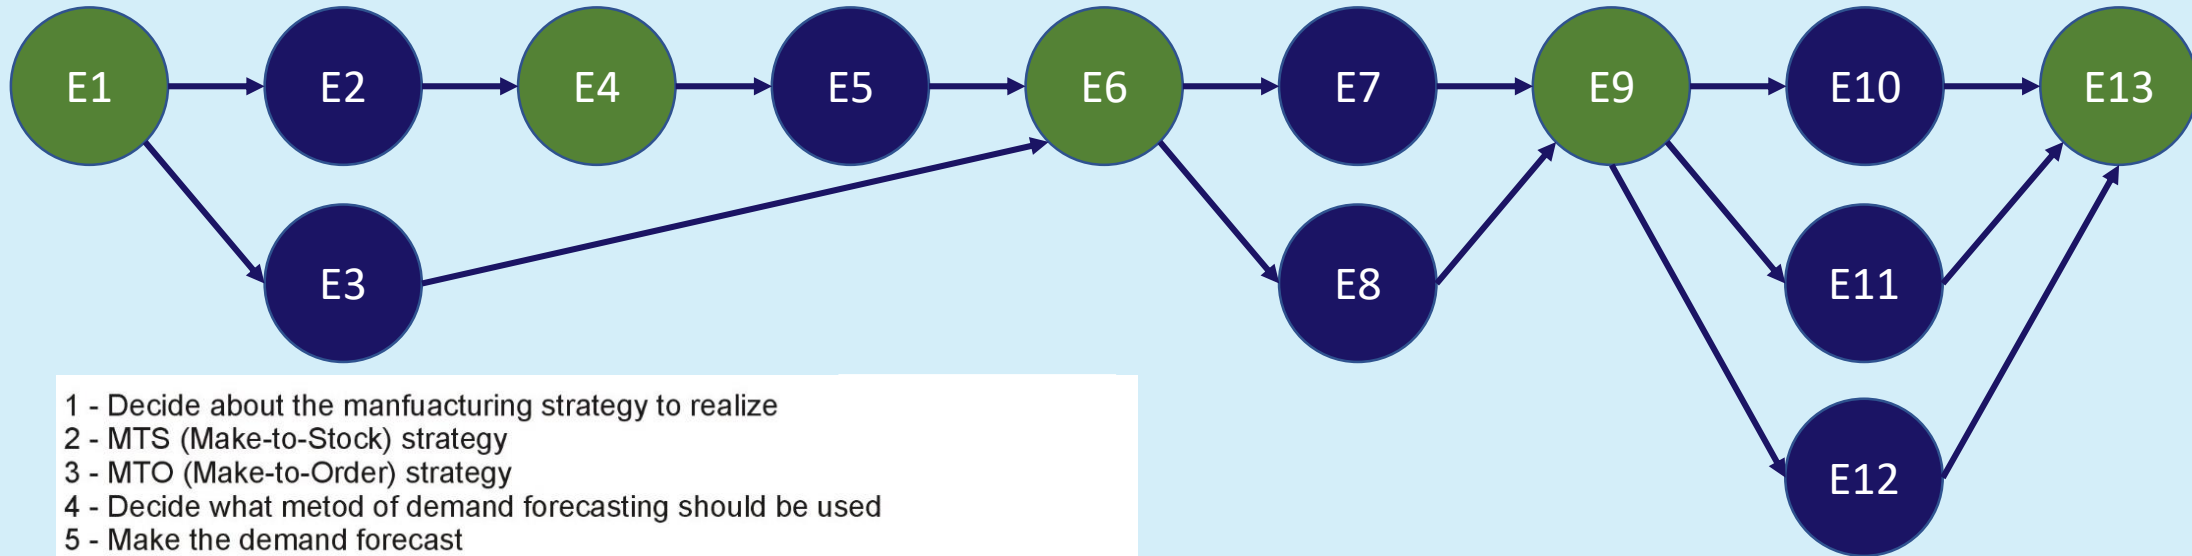 E1 E2 E4 E5 E6 E7 E9 E10 E13
E3 E8 E11
E12
1 - Decide about the manfuacturing strategy to realize
2 - MTS (Make-to-Stock) strategy
3 - MTO (Make-to-Order) strategy
4 - Decide what metod of demand forecasting should be used
5 - Make the demand forecast